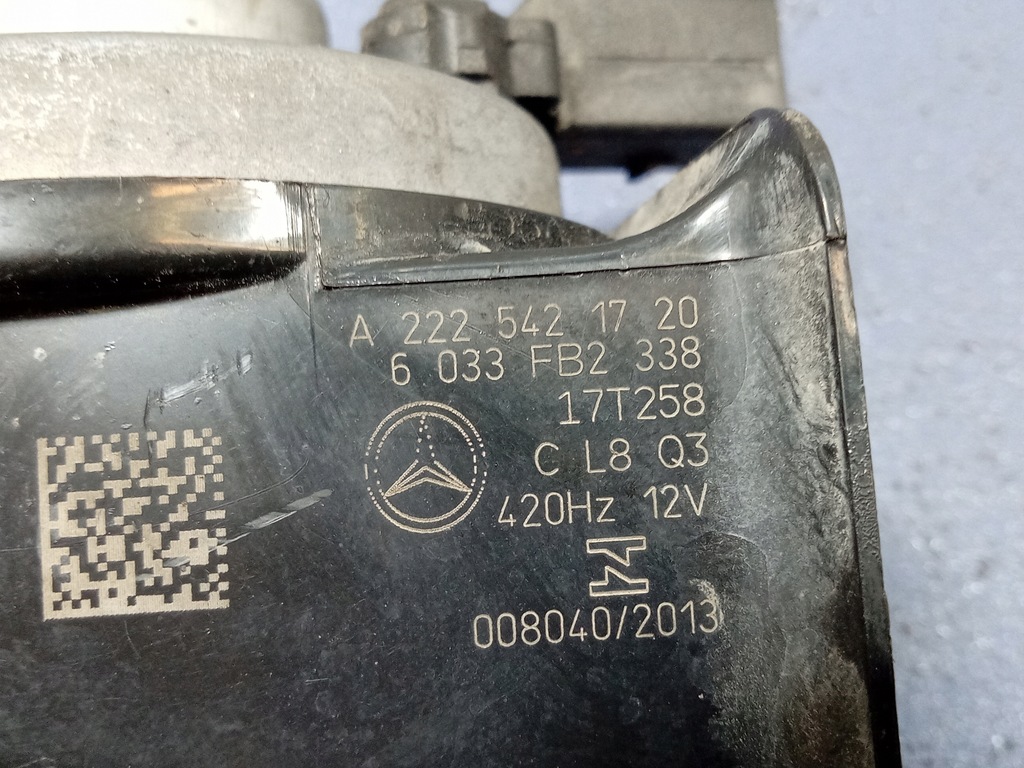 A 222 542 17 20
6 033 FB2 338
17T258
C L8 Q3
420Hz 12V
008040/2013